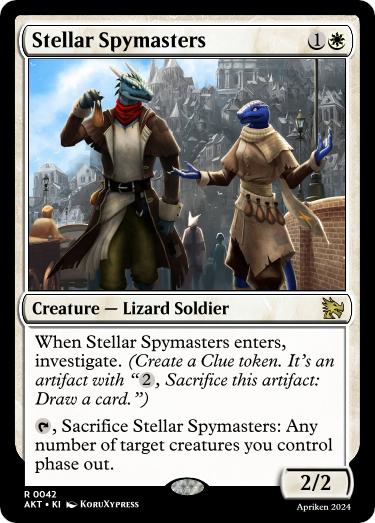 Stellar Spymasters 1
Creature — Lizard Soldier
When Stellar Spymasters enters,
investigate. (Create a Clue token. It's an
artifact with “2, Sacrifice this artifact:
Draw a card.”)
, Sacrifice Stellar Spymasters: Any
number of target creatures you control
phase out.
2/2
R 0042
AKT • KI KORUXYPRESS
Apriken 2024